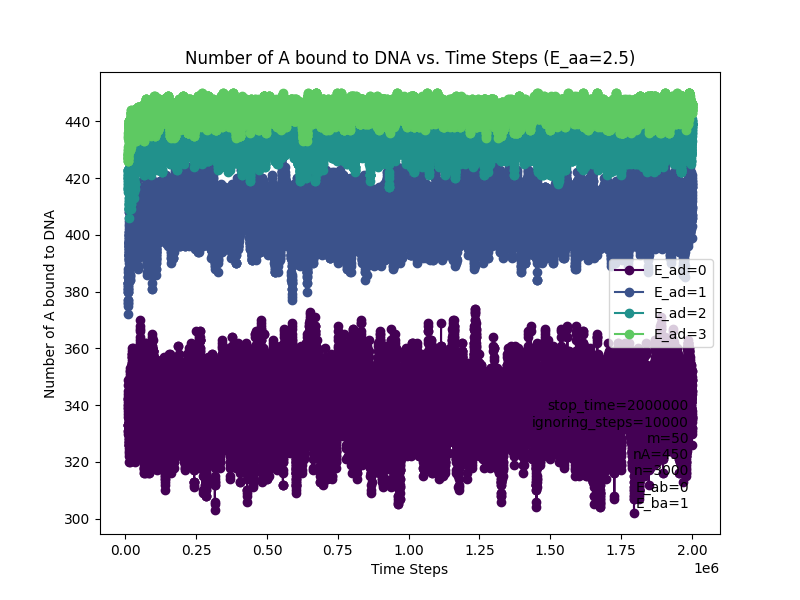 Number of A bound to DNA vs. Time Steps (E_aa=2.5)
Number of A bound to DNA
440
420
400
380
360
340
320
300
E_ad=0
E_ad=1
E_ad=2
E_ad=3
stop_time=2000000
ignoring_steps=10000
m=50
nA=450
n=3000
E_ab=0
E_ba=1
0.00 0.25 0.50 0.75 1.00 1.25 1.50 1.75 2.00
1e6
Time Steps